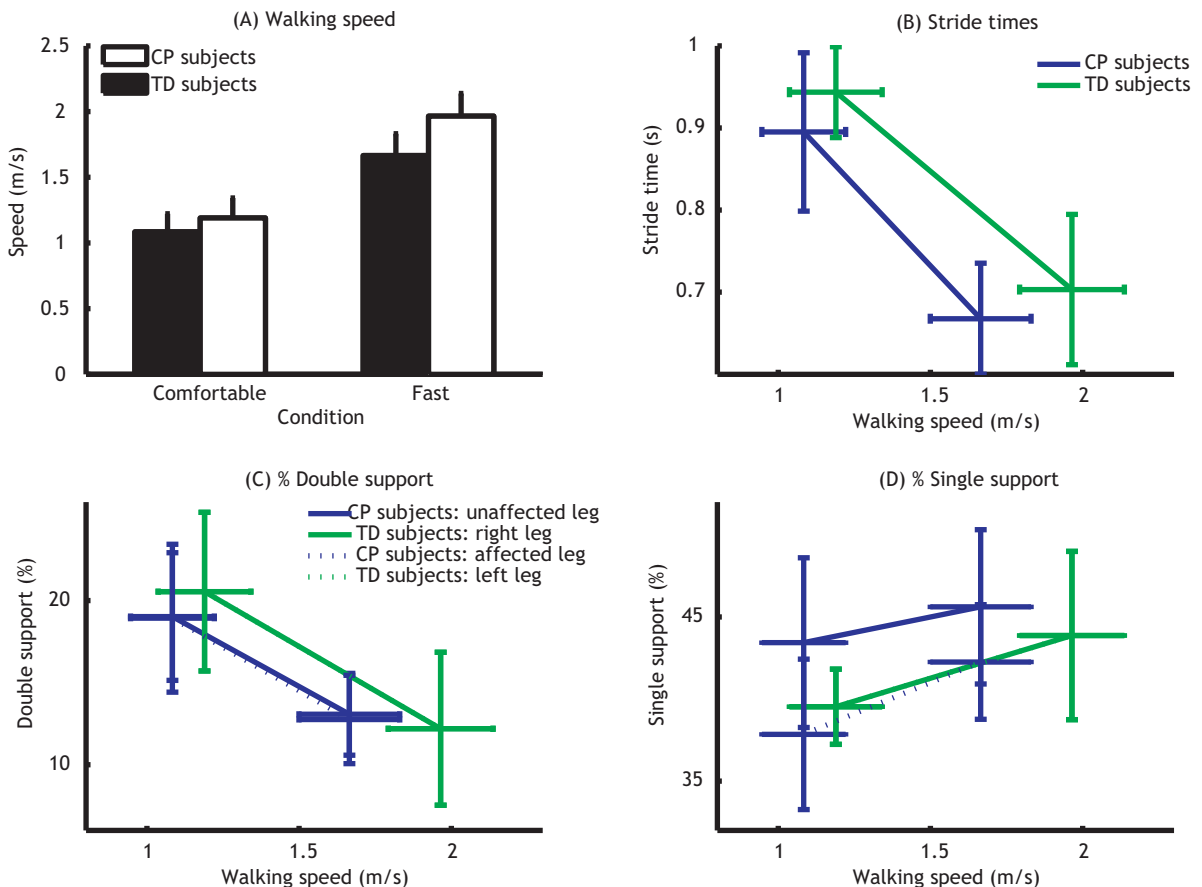 (A) Walking speed
2.5
2
1.5
1
0.5
0
Speed (m/s)
CP subjects
TD subjects
Comfortable
Fast
Condition
(B) Stride times
1
0.9
0.8
0.7
Stride time (s)
CP subjects
TD subjects
1
1.5
2
Walking speed (m/s)
(C) % Double support
20
10
Double support (%)
CP subjects: unaffected leg
TD subjects: right leg
CP subjects: affected leg
TD subjects: left leg
1
1.5
2
Walking speed (m/s)
(D) % Single support
45
35
Single support (%)
1
1.5
2
Walking speed (m/s)